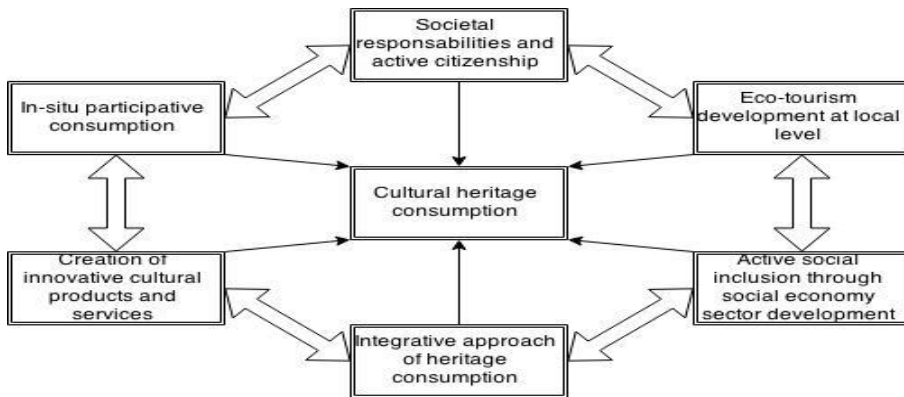 Societal
responsabilities and
active citizenship
In-situ participative
consumption
Eco-tourism
development at local
level
Cultural heritage
consumption
Creation of
innovative cultural
products and
services
Active social
inclusion through
social economy
sector development
Integrative approach
of heritage
consumption